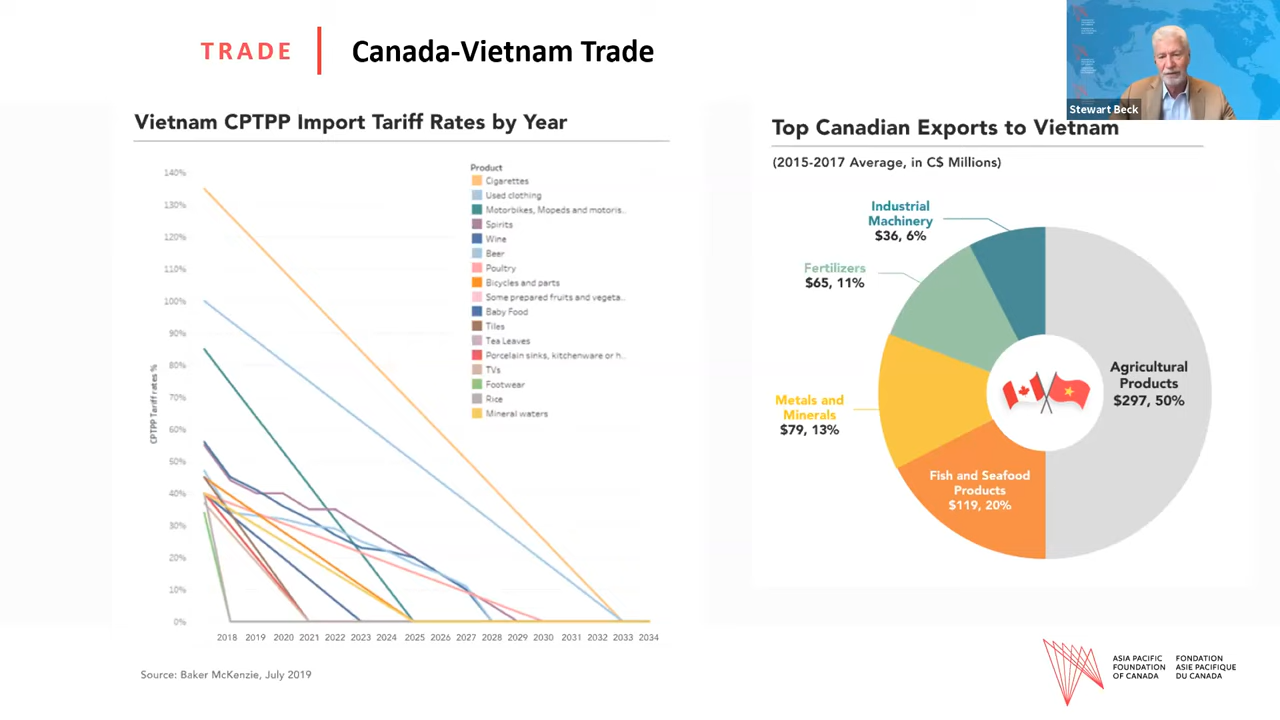 TRADE
Canada-Vietnam Trade
Stewart Beck
Vietnam CPTPP Import Tariff Rates by Year
CPTPP Tariff rates %
140%
130%
120%
110%
100%
90%
80%
70%
60%
50%
40%
30%
20%
10%
0%
2018 2019 2020 2021 2022 2023 2024 2025 2026 2027 2028 2029 2030 2031 2032 2033 2034
Product
Cigarettes
Used clothing
Motorbikes, Mopeds and motoris..
Spirits
Wine
Beer
Poultry
Bicycles and parts
Some prepared fruits and vegeta..
Baby Food
Tiles
Tea Leaves
Porcelain sinks, kitchenware or h..
TVs
Footwear
Rice
Mineral waters
Source: Baker McKenzie, July 2019
Top Canadian Exports to Vietnam
(2015-2017 Average, in C$ Millions)
Industrial
Machinery
$36, 6%
Fertilizers
$65, 11%
Metals and
Minerals
$79, 13%
Fish and Seafood
Products
$119, 20%
Agricultural
Products
$297, 50%
ASIA PACIFIC
FOUNDATION
OF CANADA
FONDATION
ASIE PACIFIQUE
DU CANADA